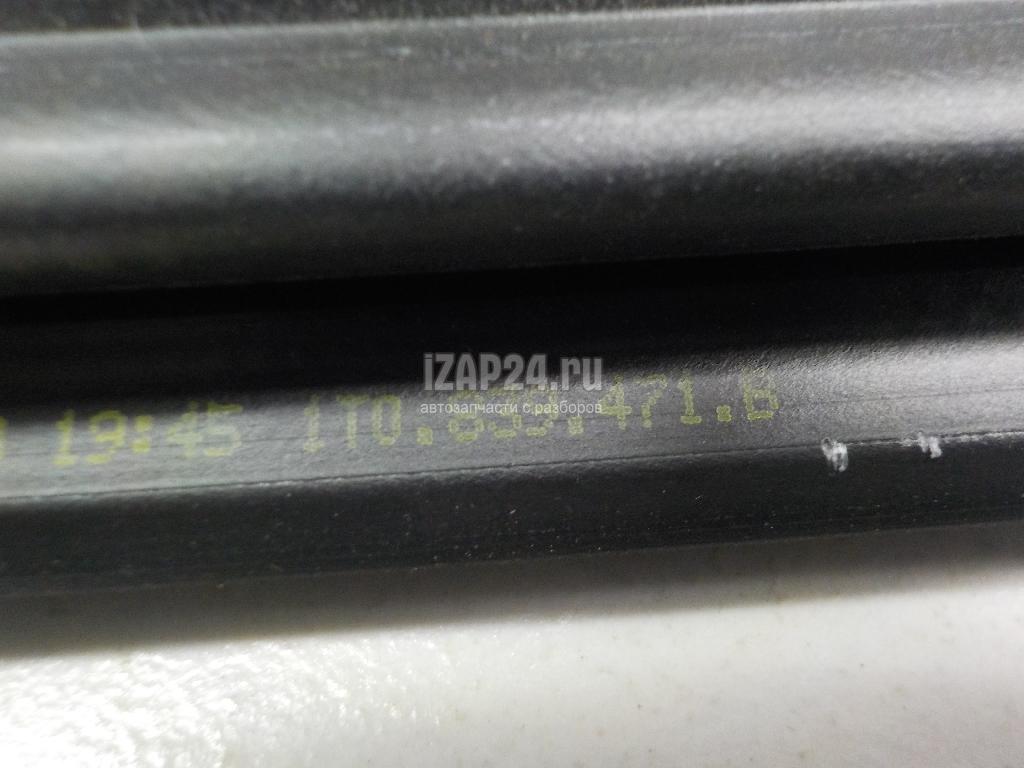 iZAP24.ru
автозапчасти с разборов
19:45 1T0.839.471.B